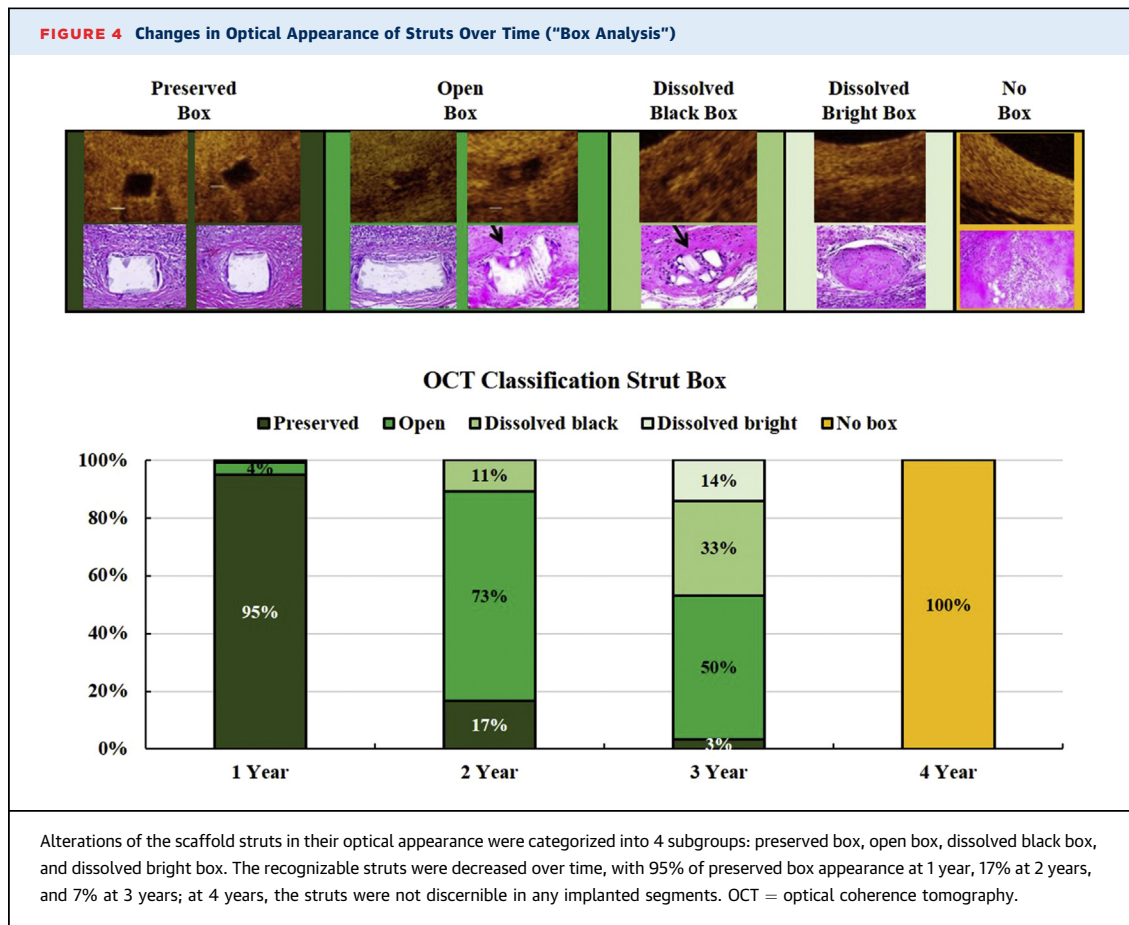 FIGURE 4 Changes in Optical Appearance of Struts Over Time ("Box Analysis")
Preserved Box
Open Box
Dissolved Black Box
Dissolved Bright Box
No Box
OCT Classification Strut Box
Preserved Open Dissolved black Dissolved bright No box
100%
80%
60%
40%
20%
0%
4%
95%
11%
73%
17%
14%
33%
50%
3%
100%
1 Year 2 Year 3 Year 4 Year
Alterations of the scaffold struts in their optical appearance were categorized into 4 subgroups: preserved box, open box, dissolved black box,
and dissolved bright box. The recognizable struts were decreased over time, with 95% of preserved box appearance at 1 year, 17% at 2 years,
and 7% at 3 years; at 4 years, the struts were not discernible in any implanted segments. OCT = optical coherence tomography.